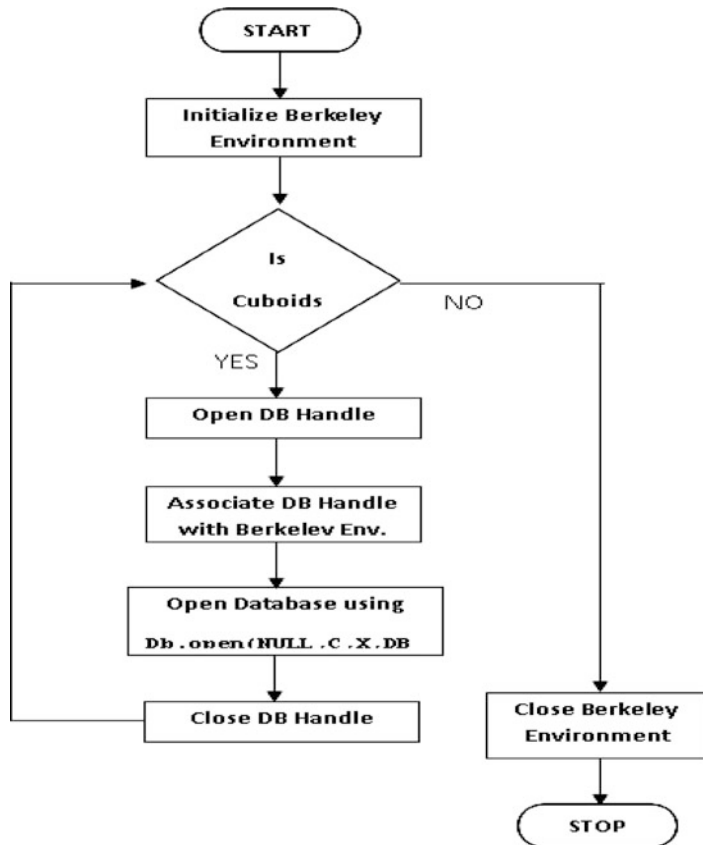 START
Initialize Berkeley
Environment
Is
Cuboids
NO
YES
Open DB Handle
Associate DB Handle
with Berkelev Env.
Open Database using
Db.open(NULL,C,X,DB
Close DB Handle
Close Berkeley
Environment
STOP